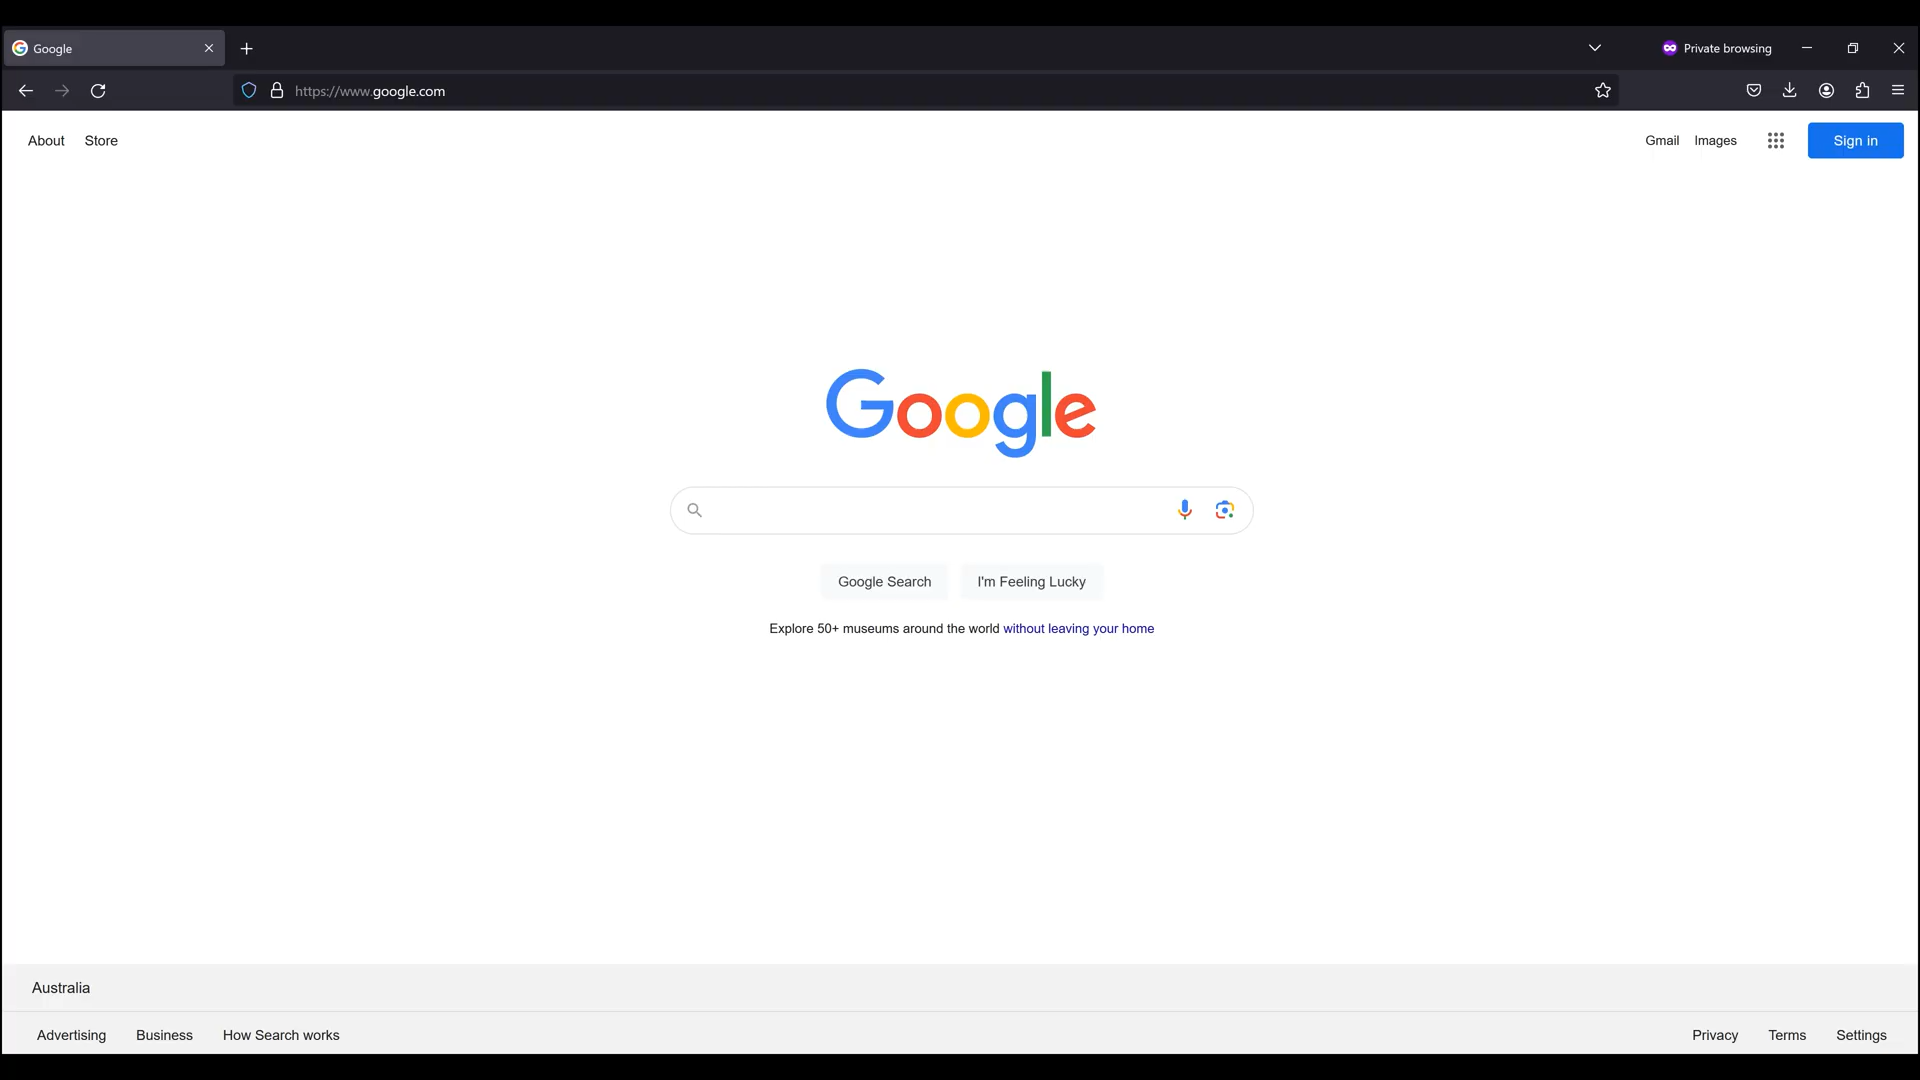 Google
Private browsing
https://www.google.com
About Store
Gmail Images
Sign in
Google
Google Search I'm Feeling Lucky
Explore 50+ museums around the world without leaving your home
Australia
Advertising Business How Search works
Privacy Terms Settings